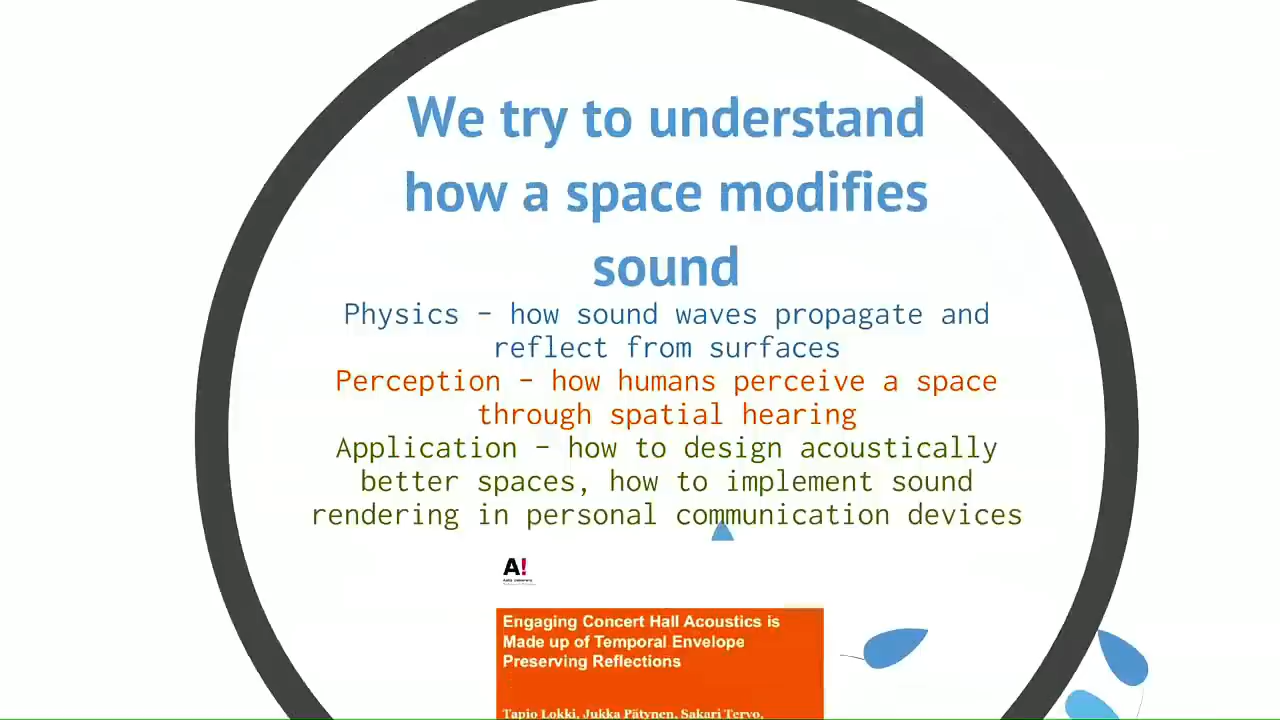 We try to understand
how a space modifies
sound
Physics – how sound waves propagate and
reflect from surfaces
Perception – how humans perceive a space
through spatial hearing
Application – how to design acoustically
better spaces, how to implement sound
rendering in personal communication devices
A!
Engaging Concert Hall Acoustics is
Made up of Temporal Envelope
Preserving Reflections
Tapio Lokki, Jukka Pätynen, Sakari Tervo,